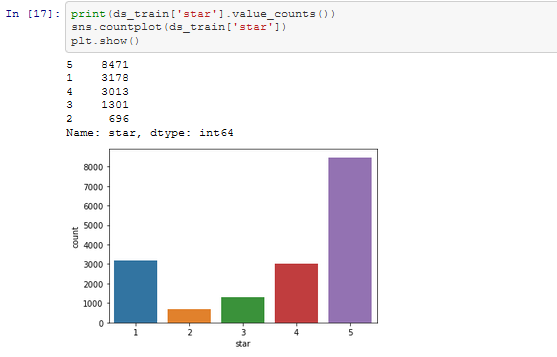 In [17]: print(ds_train['star'].value_counts())
sns.countplot(ds_train['star'])
plt.show()
5 8471
1 3178
4 3013
3 1301
2 696
Name: star, dtype: int64
8000
7000
6000
5000
4000
3000
2000
1000
0
count
1 2 3 4 5
star